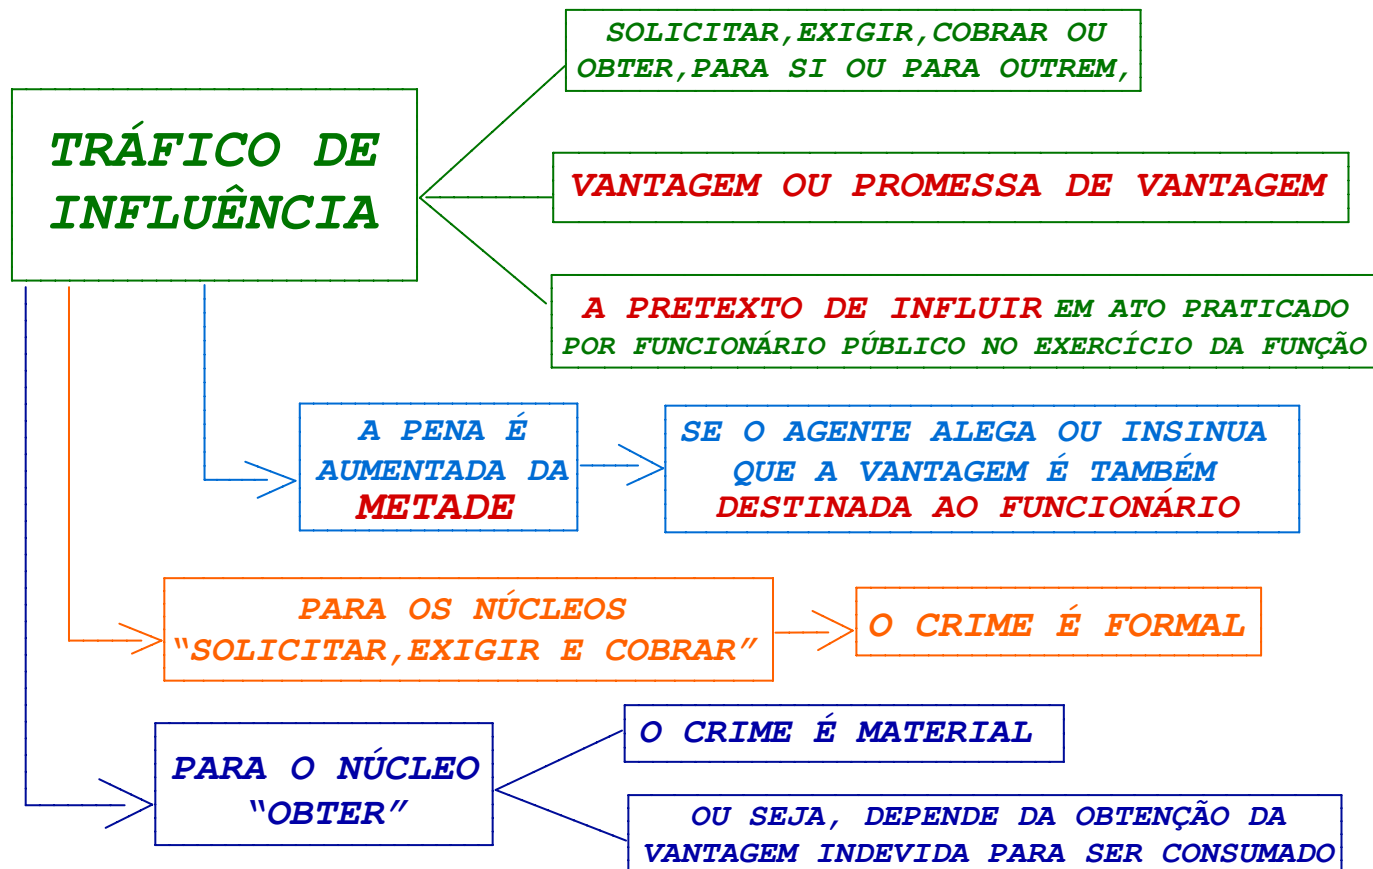 SOLICITAR,EXIGIR,COBRAR OU
OBTER,PARA SI OU PARA OUTREM,
TRÁFICO DE
INFLUÊNCIA
VANTAGEM OU PROMESSA DE VANTAGEM
A PRETEXTO DE INFLUIR EM ATO PRATICADO
POR FUNCIONÁRIO PÚBLICO NO EXERCÍCIO DA FUNÇÃO
A PENA É
AUMENTADA DA
METADE
SE O AGENTE ALEGA OU INSINUA
QUE A VANTAGEM É TAMBÉM
DESTINADA AO FUNCIONÁRIO
PARA OS NÚCLEOS
“SOLICITAR,EXIGIR E COBRAR”
O CRIME É FORMAL
PARA O NÚCLEO
“OBTER”
O CRIME É MATERIAL
OU SEJA, DEPENDE DA OBTENÇÃO DA
VANTAGEM INDEVIDA PARA SER CONSUMADO